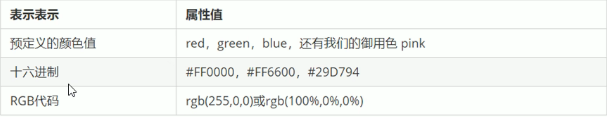 表示表示 属性值
预定义的颜色值 red，green，blue，还有我们的御用色 pink
十六进制 #FF0000，#FF6600，#29D794
RGB代码 rgb(255,0,0)或rgb(100%,0%,0%)